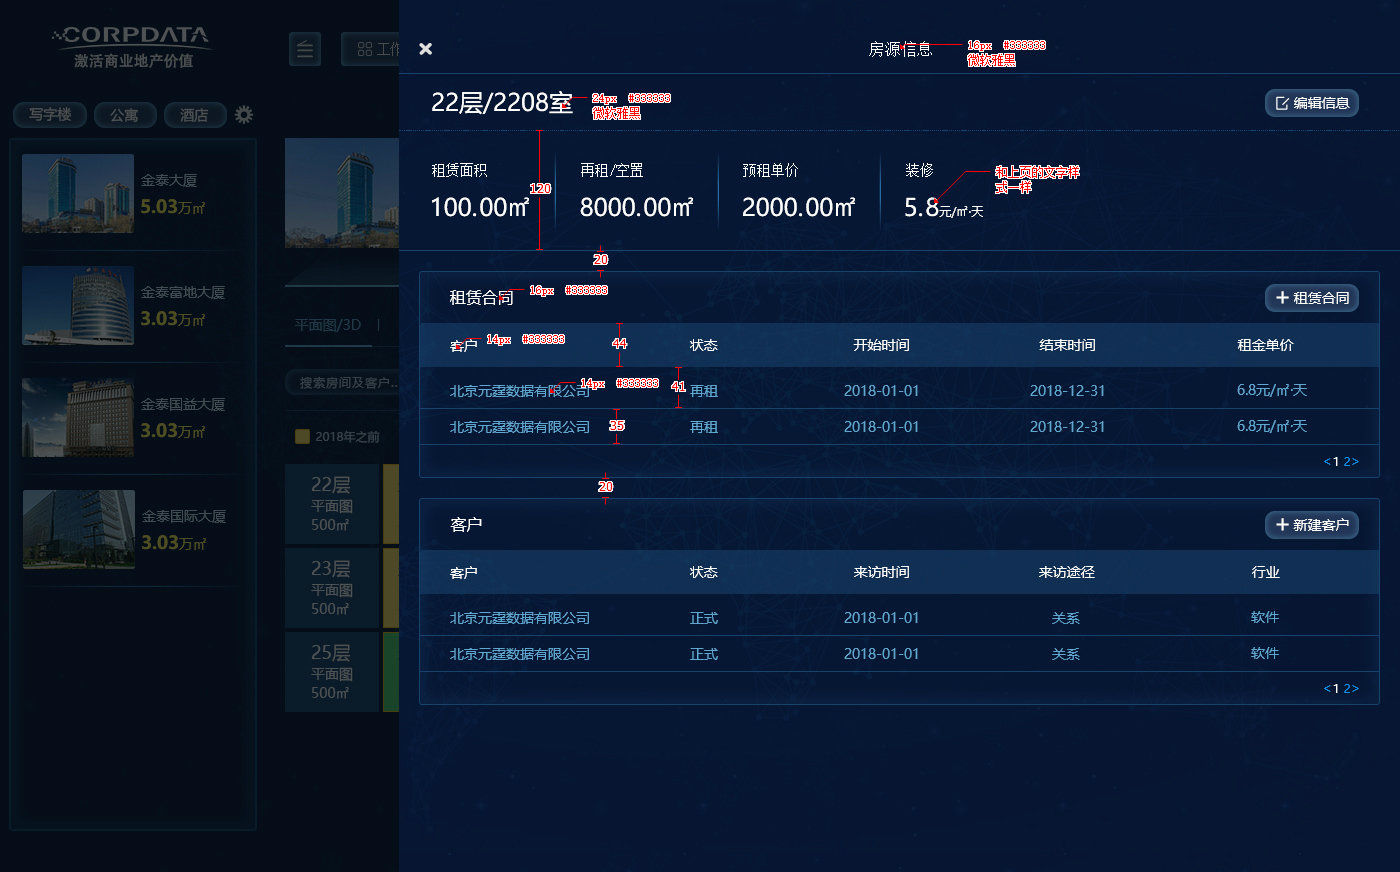 CORPDATA
激活商业地产价值
写字楼
公寓
酒店
金泰大厦
5.03万㎡
金泰富地大厦
3.03万㎡
金泰国益大厦
3.03万㎡
金泰国际大厦
3.03万㎡
工作
平面图/3D
搜索房间及客户...
2018年之前
22层
平面图
500㎡
23层
平面图
500㎡
25层
平面图
500㎡
房源信息
16px #333333
微软雅黑
22层/2208室
24px #333333
微软雅黑
编辑信息
租赁面积
100.00㎡
120
再租/空置
8000.00㎡
预租单价
2000.00㎡
装修
5.8元/㎡·天
和上页的文字样
式一样
20
租赁合同
16px #333333
租赁合同
客户 状态 开始时间 结束时间 租金单价
14px #333333
44
北京元霆数据有限公司 再租 2018-01-01 2018-12-31 6.8元/㎡·天
14px #333333
41
北京元霆数据有限公司 再租 2018-01-01 2018-12-31 6.8元/㎡·天
35
<1 2>
20
客户
新建客户
客户 状态 来访时间 来访途径 行业
北京元霆数据有限公司 正式 2018-01-01 关系 软件
北京元霆数据有限公司 正式 2018-01-01 关系 软件
<1 2>